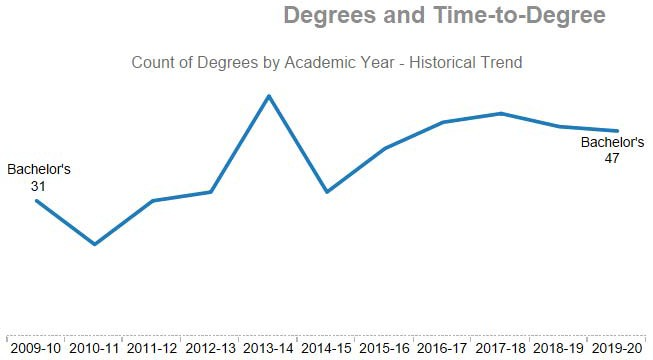 Degrees and Time-to-Degree
Count of Degrees by Academic Year - Historical Trend
Bachelor's
31
Bachelor's
47
2009-10 2010-11 2011-12 2012-13 2013-14 2014-15 2015-16 2016-17 2017-18 2018-19 2019-20